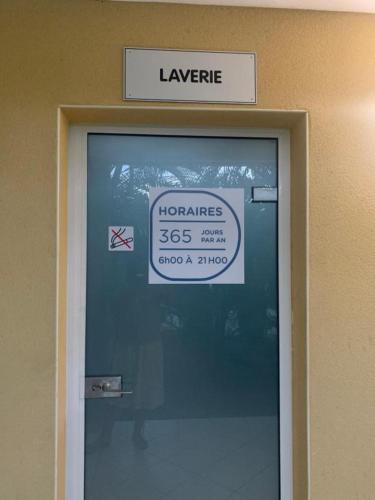 LAVERIE
HORAIRES
365 JOURS
PAR AN
6h00 À 21H00